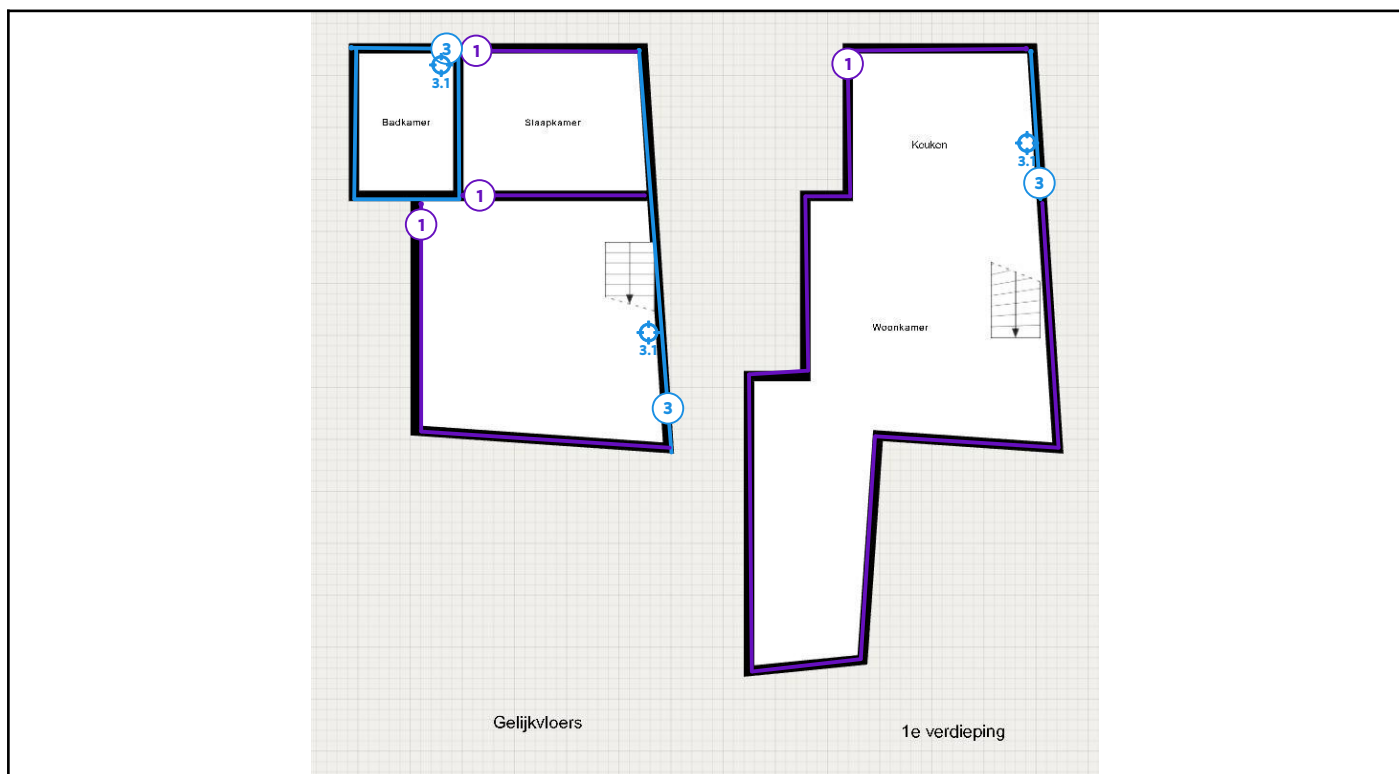 3
1
1
3.1
3.1
Badkamer
Slaapkamer
Koukon
3
1
1
3.1
Woonkamer
3
Gelijkvloers
1e verdieping